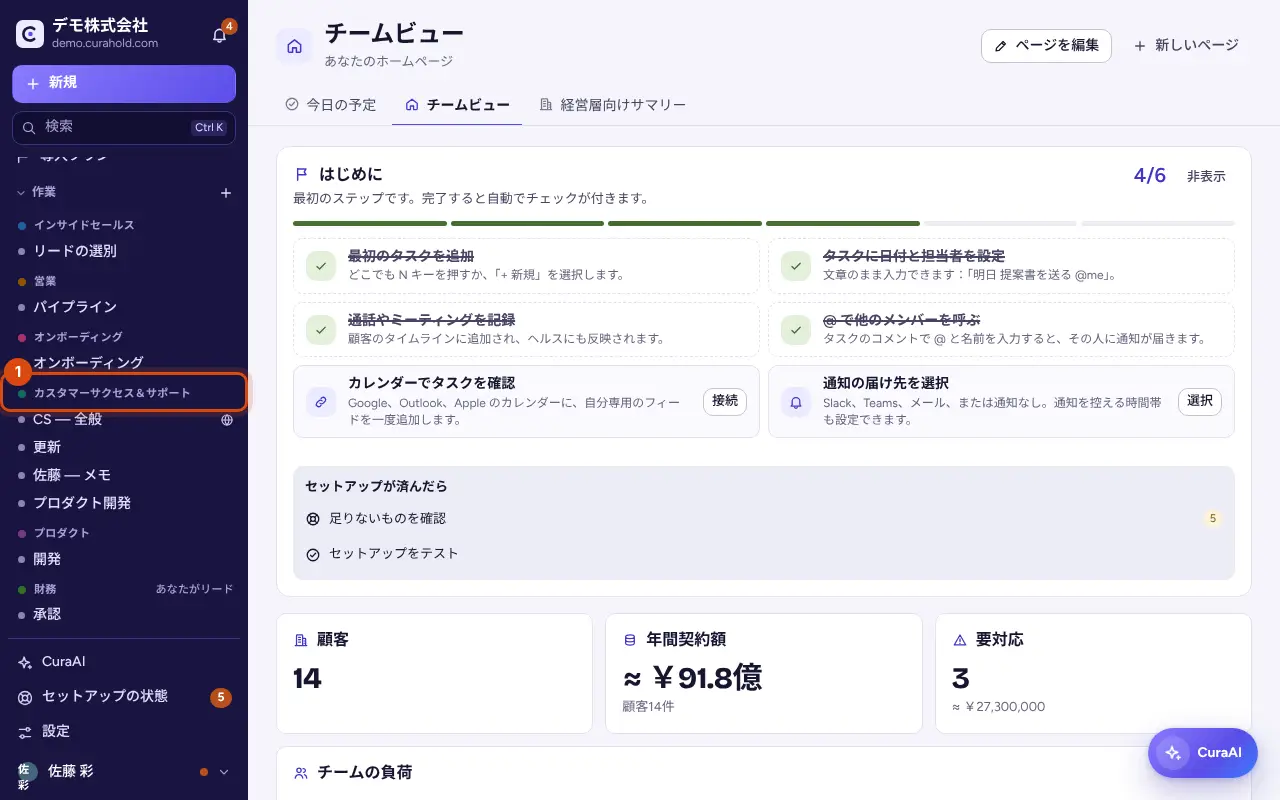 デモ株式会社
demo.curahold.com
4
+ 新規
検索
Ctrl K
導入プラン
作業
インサイドセールス
リードの選別
営業
パイプライン
オンボーディング
オンボーディング
1
カスタマーサクセス＆サポート
CS — 全般
更新
佐藤 — メモ
プロダクト開発
プロダクト
開発
財務
あなたがリード
承認
CuraAI
セットアップの状態
5
設定
佐彩
佐藤 彩
チームビュー
あなたのホームページ
ページを編集
+ 新しいページ
今日の予定
チームビュー
経営層向けサマリー
はじめに
4/6
非表示
最初のステップです。完了すると自動でチェックが付きます。
最初のタスクを追加
どこでも N キーを押すか、「+ 新規」を選択します。
タスクに日付と担当者を設定
文章のまま入力できます：「明日 提案書を送る @me」。
通話やミーティングを記録
顧客のタイムラインに追加され、ヘルスにも反映されます。
@ で他のメンバーを呼ぶ
タスクのコメントで @ と名前を入力すると、その人に通知が届きます。
カレンダーでタスクを確認
Google、Outlook、Apple のカレンダーに、自分専用のフィー
ドを一度追加します。
接続
通知の届け先を選択
Slack、Teams、メール、または通知なし。通知を控える時間帯
も設定できます。
選択
セットアップが済んだら
足りないものを確認
5
セットアップをテスト
顧客
14
年間契約額
≈ ￥91.8億
顧客14件
要対応
3
≈ ￥27,300,000
チームの負荷
CuraAI